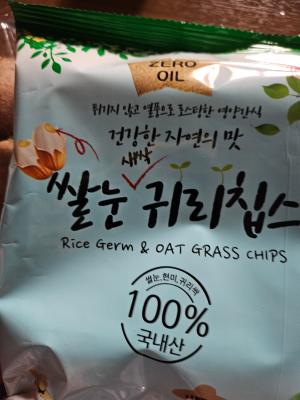 ZERO
OIL
튀기지 않고 열풍으로 로스팅한 영양간식
건강한 자연의 맛
새싹
쌀눈 귀리칩스
Rice Germ & OAT GRASS CHIPS
쌀눈,현미,귀리싹
100%
국내산